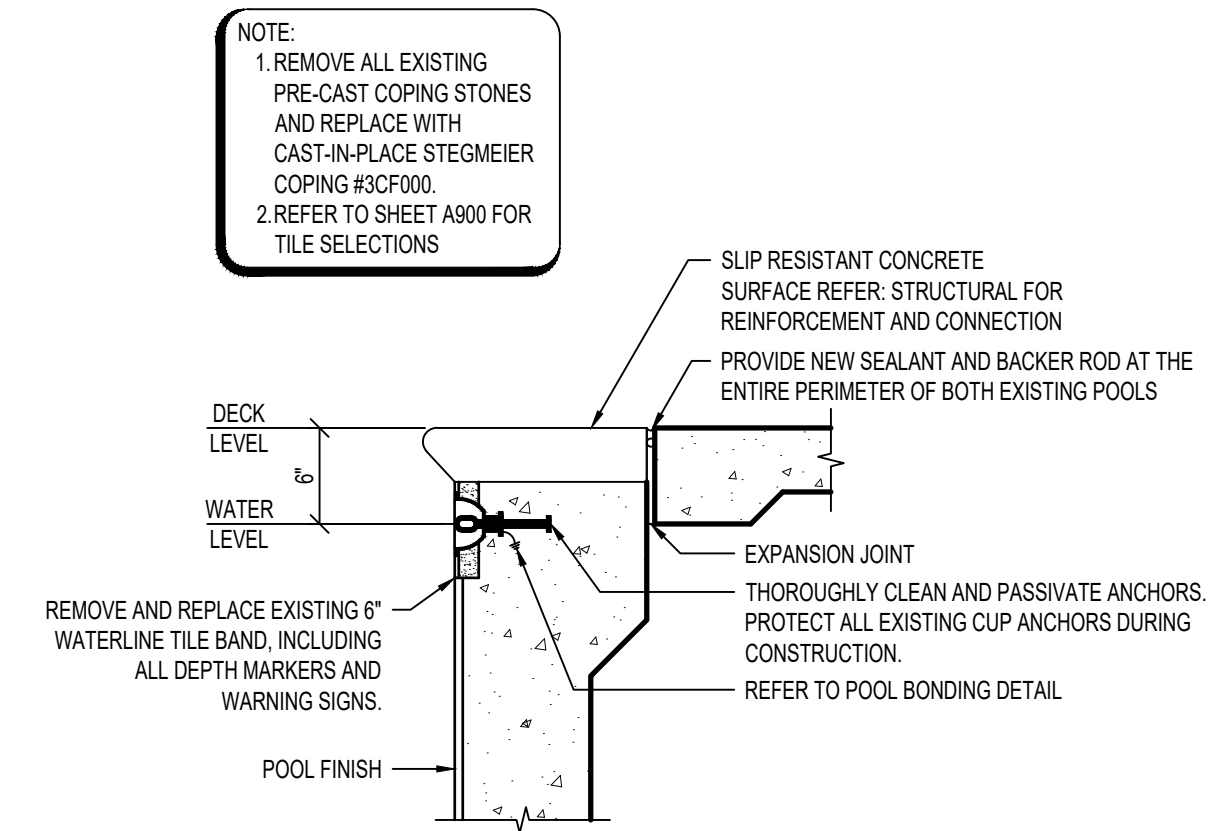 NOTE:
1. REMOVE ALL EXISTING
PRE-CAST COPING STONES
AND REPLACE WITH
CAST-IN-PLACE STEGMEIER
COPING #3CF000.
2. REFER TO SHEET A900 FOR
TILE SELECTIONS
SLIP RESISTANT CONCRETE
SURFACE REFER: STRUCTURAL FOR
REINFORCEMENT AND CONNECTION
PROVIDE NEW SEALANT AND BACKER ROD AT THE
ENTIRE PERIMETER OF BOTH EXISTING POOLS
DECK
LEVEL
6"
WATER
LEVEL
EXPANSION JOINT
THOROUGHLY CLEAN AND PASSIVATE ANCHORS.
PROTECT ALL EXISTING CUP ANCHORS DURING
CONSTRUCTION.
REFER TO POOL BONDING DETAIL
REMOVE AND REPLACE EXISTING 6"
WATERLINE TILE BAND, INCLUDING
ALL DEPTH MARKERS AND
WARNING SIGNS.
POOL FINISH